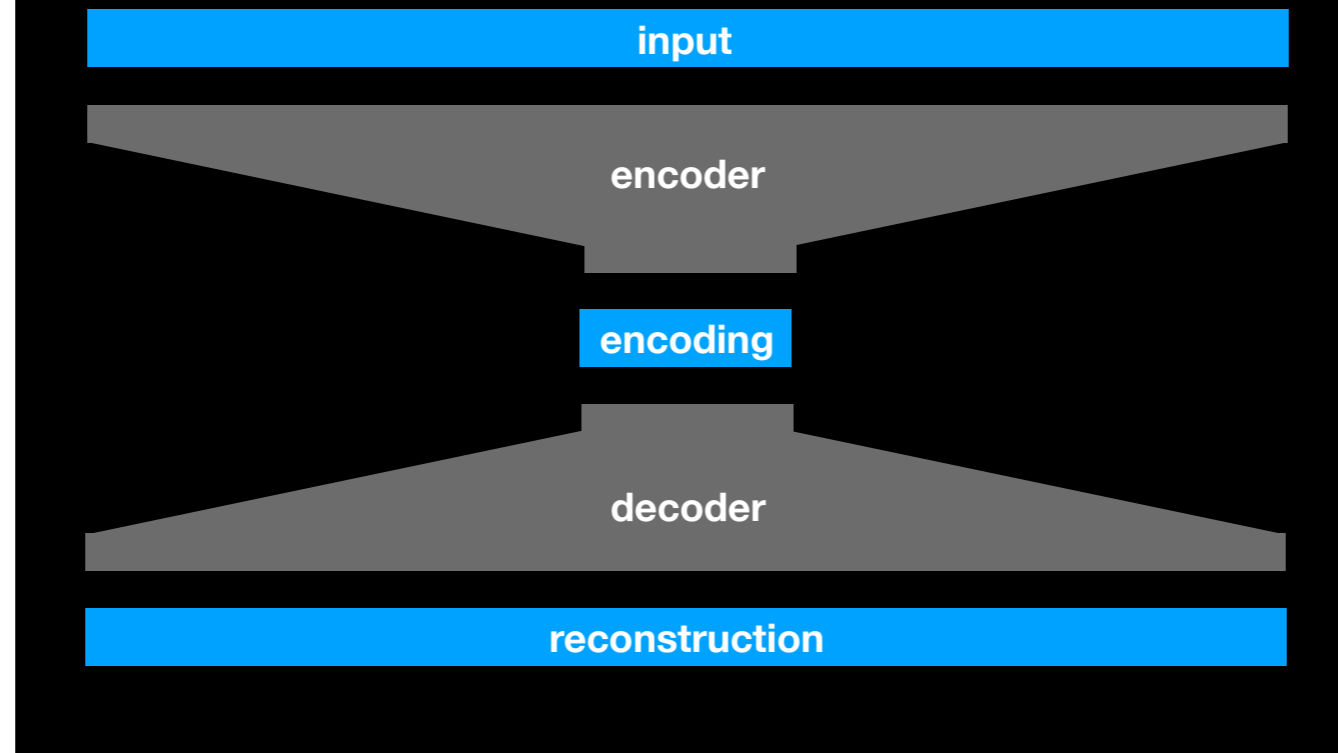 input
encoder
encoding
decoder
reconstruction